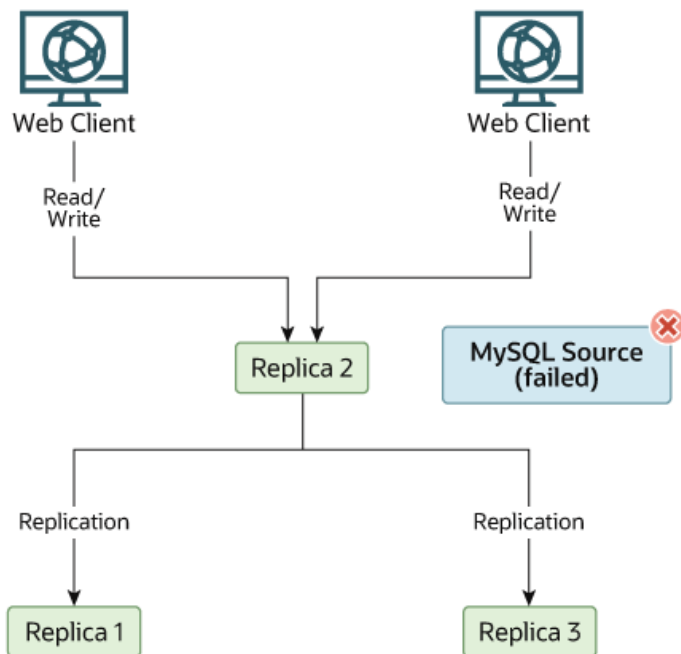 Web Client
Web Client
Read/
Write
Read/
Write
Replica 2
MySQL Source
(failed)
Replication
Replication
Replica 1
Replica 3